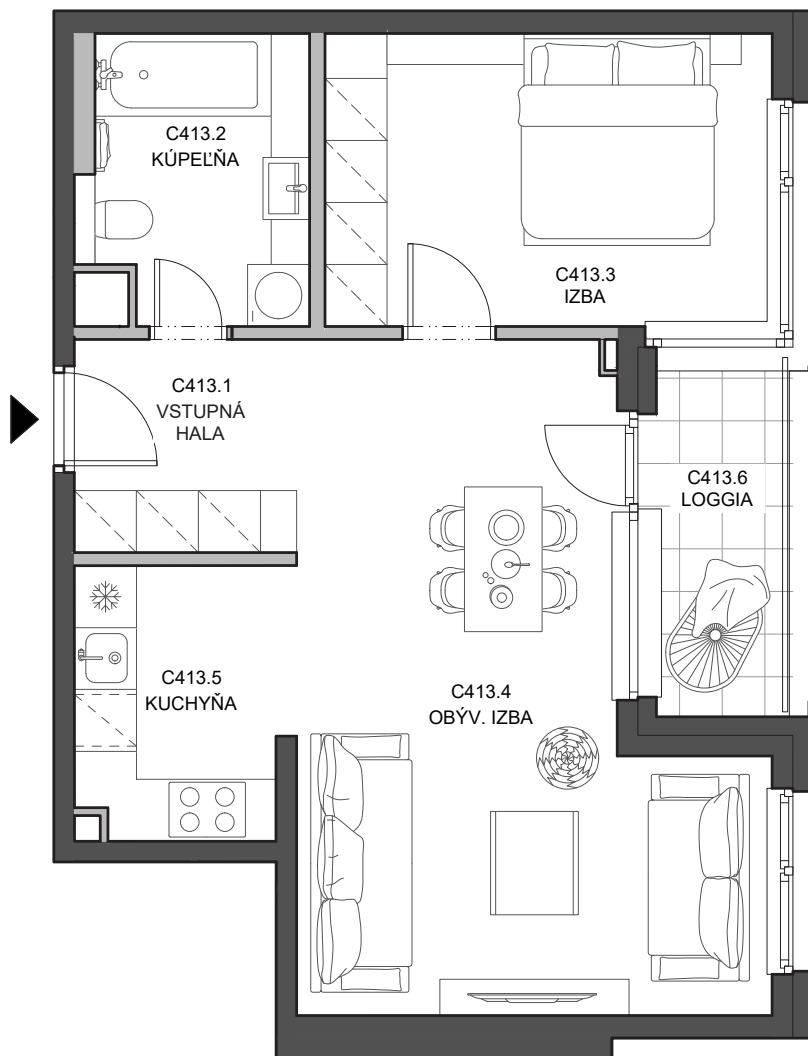 C413.2
KÚPEĽŇA
C413.3
IZBA
C413.1
VSTUPNÁ
HALA
C413.6
LOGGIA
C413.5
KUCHYŇA
C413.4
OBÝV. IZBA